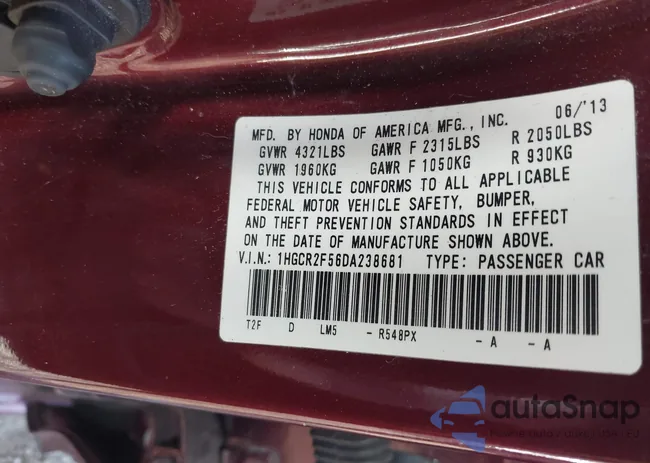 MFD. BY HONDA OF AMERICA MFG., INC. 06/'13
GVWR 4321LBS GAWR F 2315LBS R 2050LBS
GVWR 1960KG GAWR F 1050KG R 930KG
THIS VEHICLE CONFORMS TO ALL APPLICABLE
FEDERAL MOTOR VEHICLE SAFETY, BUMPER,
AND THEFT PREVENTION STANDARDS IN EFFECT
ON THE DATE OF MANUFACTURE SHOWN ABOVE.
V.I.N.: 1HGCR2F56DA238681 TYPE: PASSENGER CAR
T2F D LM5 - R548PX - A - A
autoSnap